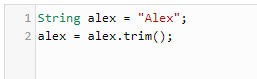 1 String alex = "Alex";
2 alex = alex.trim();